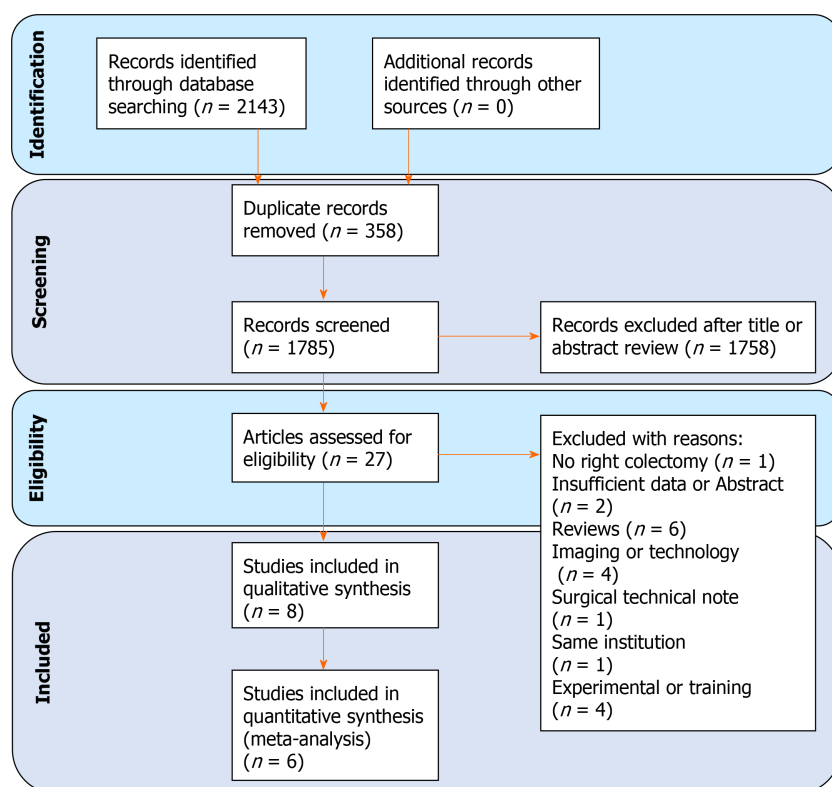 Identification
Records identified
through database
searching (n = 2143)
Additional records
identified through other
sources (n = 0)
Screening
Duplicate records
removed (n = 358)
Records screened
(n = 1785)
Records excluded after title or
abstract review (n = 1758)
Eligibility
Articles assessed for
eligibility (n = 27)
Excluded with reasons:
No right colectomy (n = 1)
Insufficient data or Abstract
(n = 2)
Reviews (n = 6)
Imaging or technology
(n = 4)
Surgical technical note
(n = 1)
Same institution
(n = 1)
Experimental or training
(n = 4)
Included
Studies included in
qualitative synthesis
(n = 8)
Studies included in
quantitative synthesis
(meta-analysis)
(n = 6)